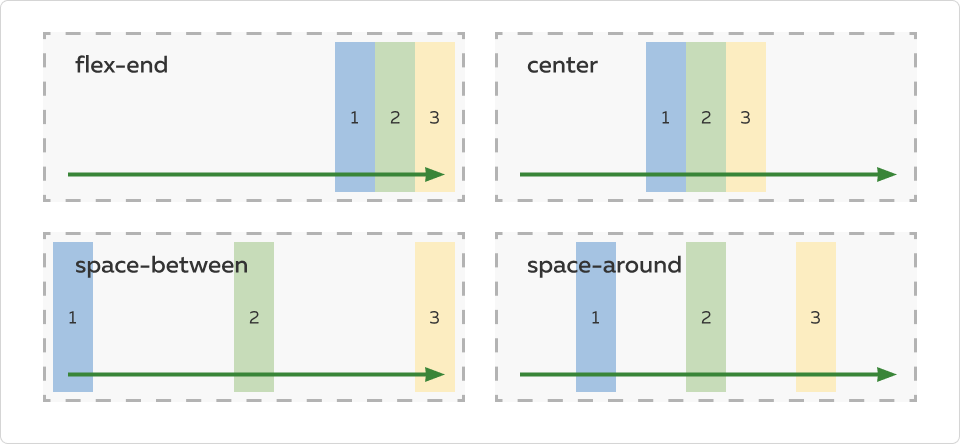 flex-end
1 2 3
center
1 2 3
space-between
1 2 3
space-around
1 2 3